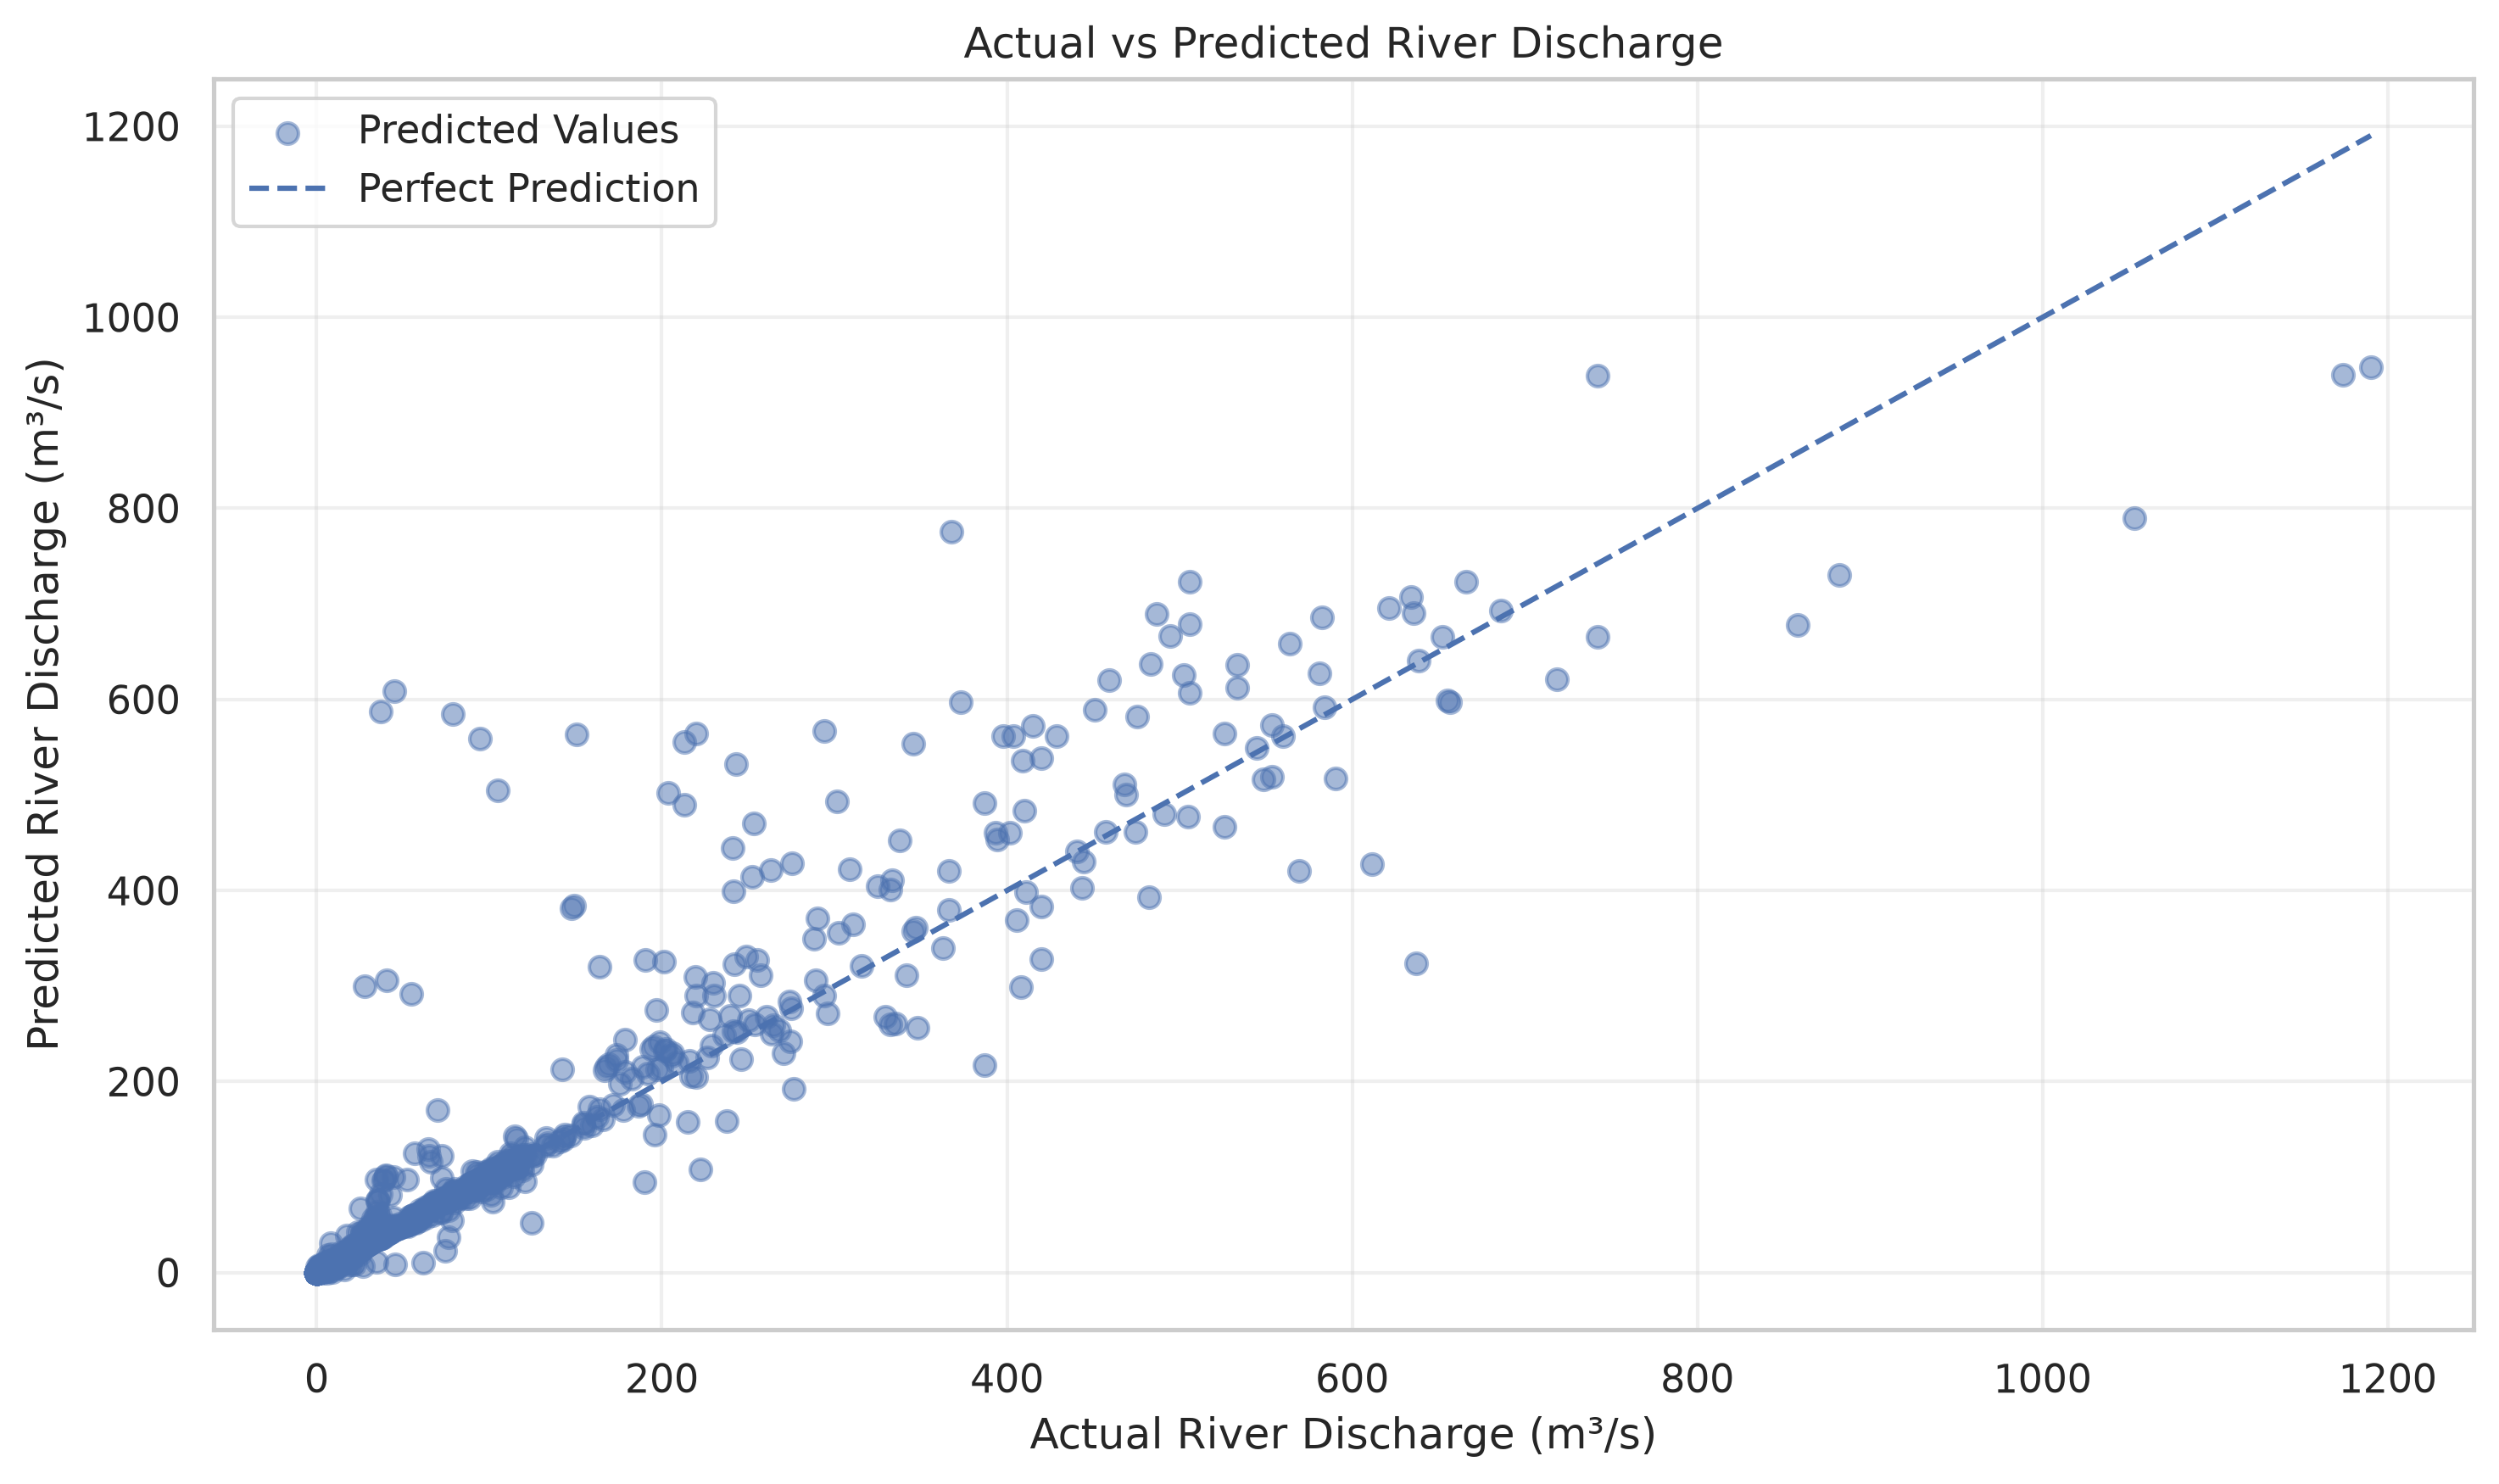 Actual vs Predicted River Discharge
Predicted Values
Perfect Prediction
Predicted River Discharge (m³/s)
1200
1000
800
600
400
200
0
0 200 400 600 800 1000 1200
Actual River Discharge (m³/s)